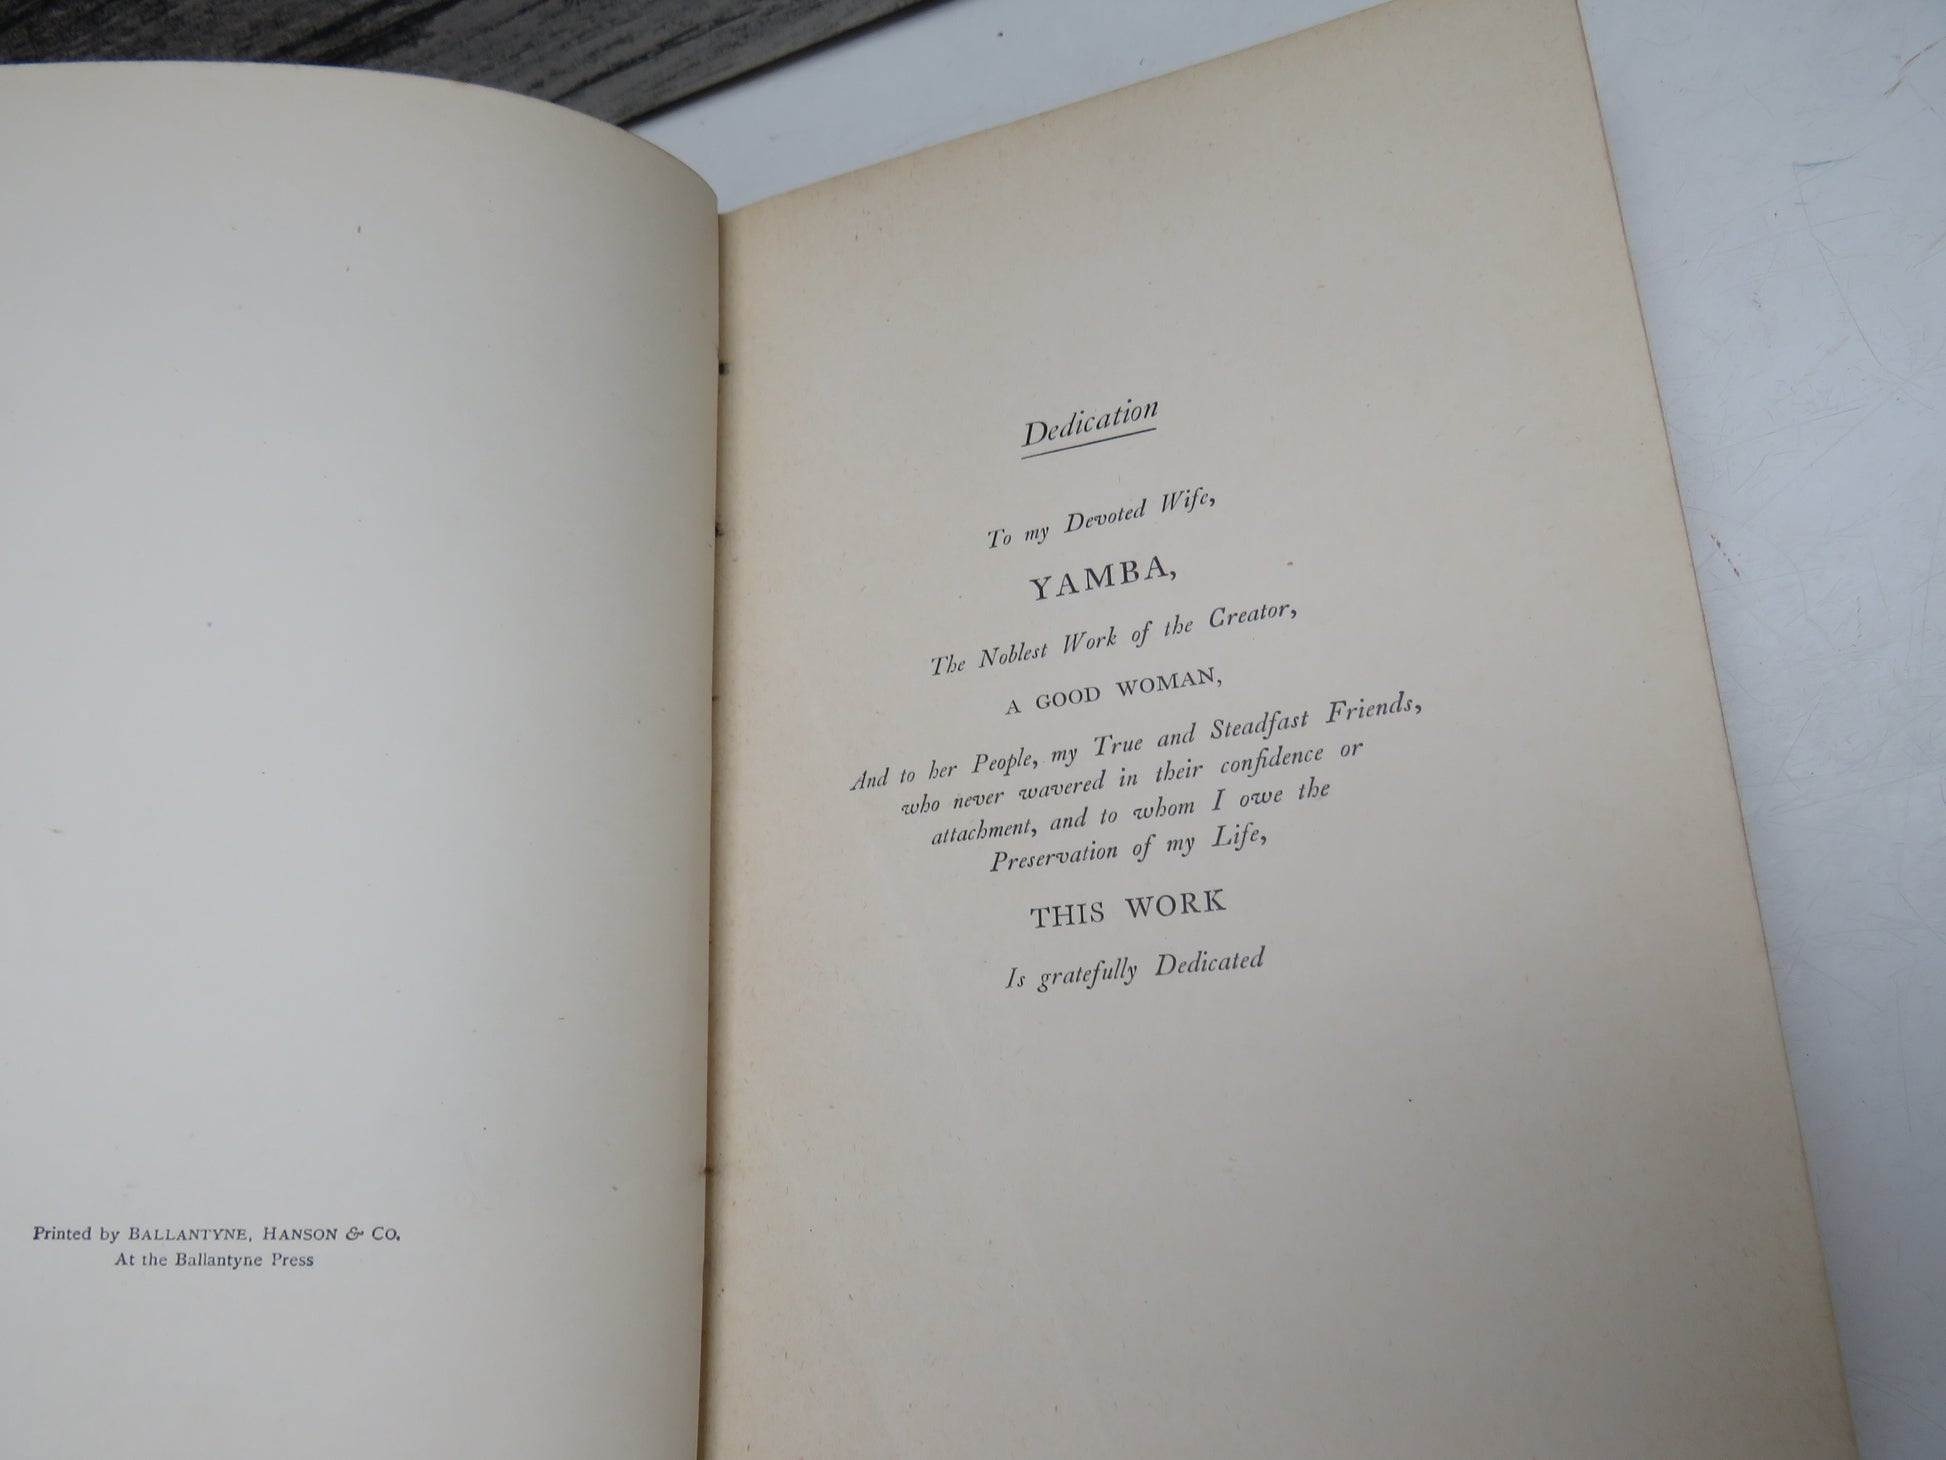 Printed by BALLANTYNE, HANSON & CO.
At the Ballantyne Press
Dedication
To my Devoted Wife,
YAMBA,
The Noblest Work of the Creator,
A GOOD WOMAN,
And to her People, my True and Steadfast Friends,
who never wavered in their confidence or
attachment, and to whom I owe the
Preservation of my Life,
THIS WORK
Is gratefully Dedicated